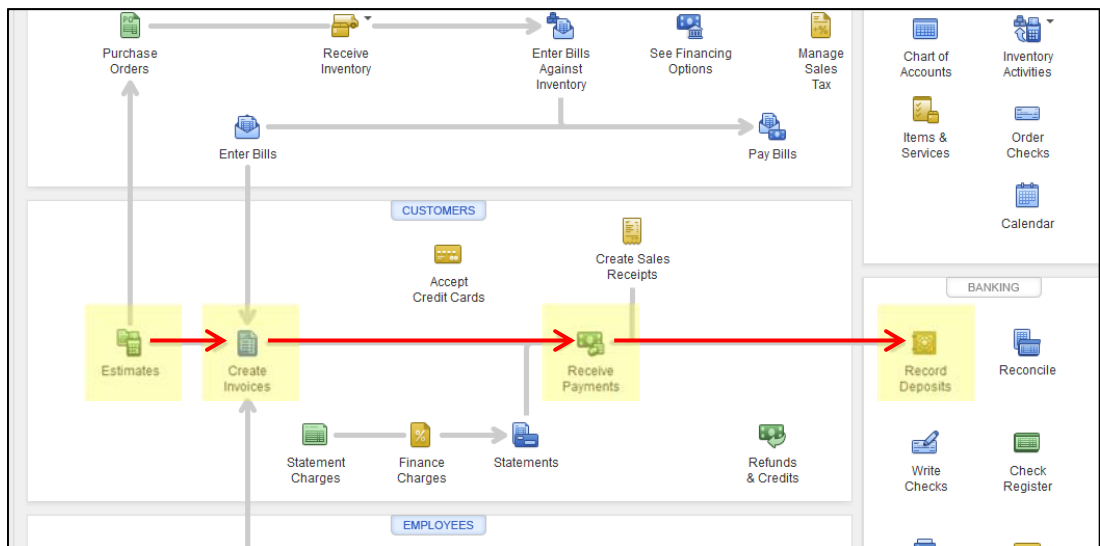 Purchase
Orders
Receive
Inventory
Enter Bills
Against
Inventory
See Financing
Options
Manage
Sales
Tax
Chart of
Accounts
Inventory
Activities
Enter Bills
Pay Bills
Items &
Services
Order
Checks
Calendar
CUSTOMERS
Accept
Credit Cards
Create Sales
Receipts
BANKING
Estimates
Create
Invoices
Receive
Payments
Record
Deposits
Reconcile
Statement
Charges
Finance
Charges
Statements
Refunds
& Credits
Write
Checks
Check
Register
EMPLOYEES